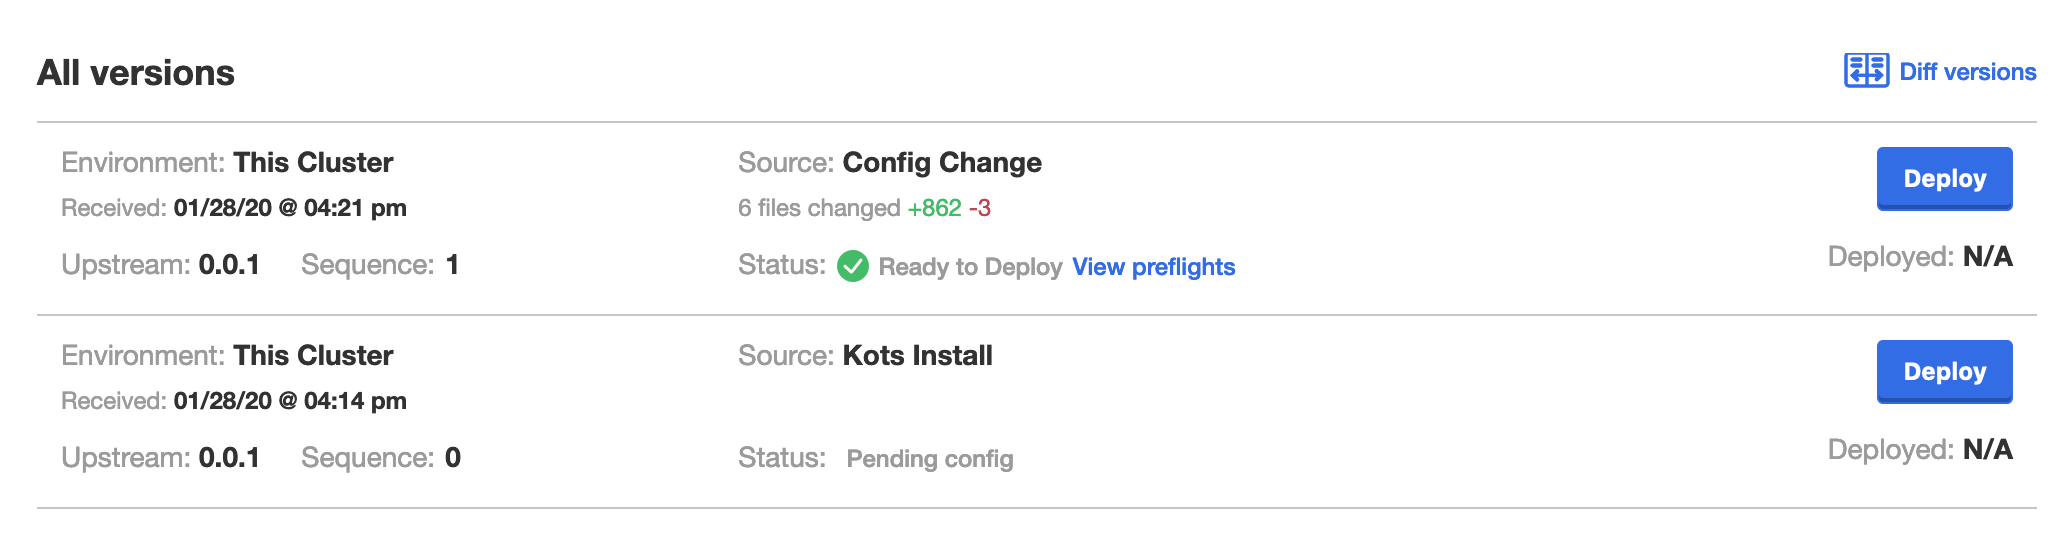 All versions
Diff versions
Environment: This Cluster
Source: Config Change
Deploy
Received: 01/28/20 @ 04:21 pm
6 files changed +862 -3
Upstream: 0.0.1 Sequence: 1
Status: Ready to Deploy View preflights
Deployed: N/A
Environment: This Cluster
Source: Kots Install
Deploy
Received: 01/28/20 @ 04:14 pm
Upstream: 0.0.1 Sequence: 0
Status: Pending config
Deployed: N/A